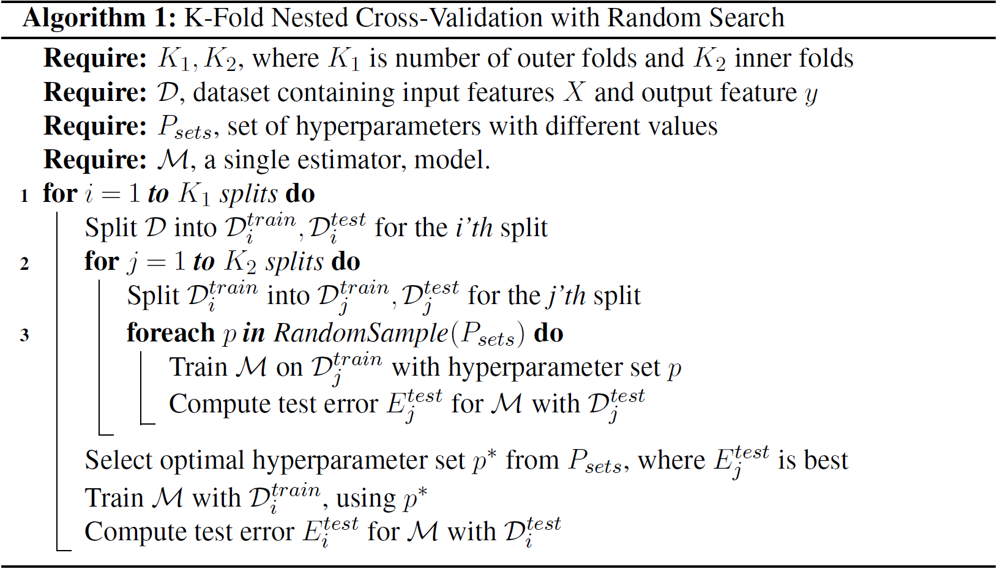 Algorithm 1: K-Fold Nested Cross-Validation with Random Search
Require: $K_1, K_2$, where $K_1$ is number of outer folds and $K_2$ inner folds
Require: $\mathcal{D}$, dataset containing input features $X$ and output feature $y$
Require: $P_{sets}$, set of hyperparameters with different values
Require: $\mathcal{M}$, a single estimator, model.
1 for $i = 1$ to $K_1$ splits do
Split $\mathcal{D}$ into $\mathcal{D}_i^{train}, \mathcal{D}_i^{test}$ for the i'th split
2 for $j = 1$ to $K_2$ splits do
Split $\mathcal{D}_i^{train}$ into $\mathcal{D}_j^{train}, \mathcal{D}_j^{test}$ for the j'th split
3 foreach $p$ in RandomSample($P_{sets}$) do
Train $\mathcal{M}$ on $\mathcal{D}_j^{train}$ with hyperparameter set $p$
Compute test error $E_j^{test}$ for $\mathcal{M}$ with $\mathcal{D}_j^{test}$
Select optimal hyperparameter set $p^*$ from $P_{sets}$, where $E_j^{test}$ is best
Train $\mathcal{M}$ with $\mathcal{D}_i^{train}$, using $p^*$
Compute test error $E_i^{test}$ for $\mathcal{M}$ with $\mathcal{D}_i^{test}$